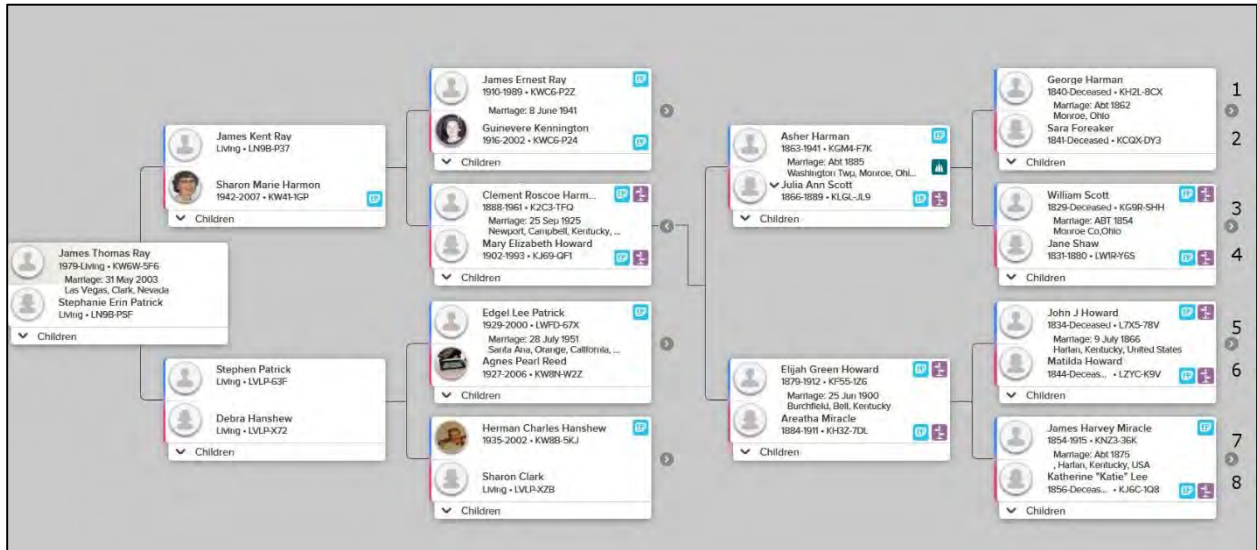 James Thomas Ray
1979-Living • KW6W-5F6
Marriage: 31 May 2003
Las Vegas, Clark, Nevada
Stephanie Erin Patrick
Living • LN9B-PSF
Children
James Kent Ray
Living • LN9B-P37
Sharon Marie Harmon
1942-2007 • KW41-1GP
Children
Stephen Patrick
Living • LVLP-63F
Debra Hanshew
Living • LVLP-X72
Children
James Ernest Ray
1910-1989 • KWC6-P2Z
Marriage: 8 June 1941
Guinevere Kennington
1916-2002 • KWC6-P24
Children
Clement Roscoe Harm...
1888-1961 • K2C3-TFQ
Marriage: 25 Sep 1925
Newport, Campbell, Kentucky, ...
Mary Elizabeth Howard
1902-1993 • KJ69-QF1
Children
Edgel Lee Patrick
1929-2000 • LWFD-67X
Marriage: 28 July 1951
Santa Ana, Orange, California, ...
Agnes Pearl Reed
1927-2006 • KW8N-W2Z
Children
Herman Charles Hanshew
1935-2002 • KW8B-5KJ
Sharon Clark
Living • LVLP-XZB
Children
Asher Harman
1863-1941 • KGM4-F7K
Marriage: Abt 1885
Washington Twp, Monroe, Ohi...
Julia Ann Scott
1866-1889 • KLGL-JL9
Children
Elijah Green Howard
1879-1912 • KF55-1Z6
Marriage: 25 Jun 1900
Burchfield, Bell, Kentucky
Areatha Miracle
1884-1911 • KH3Z-7DL
Children
George Harman
1840-Deceased • KH2L-8CX
Marriage: Abt 1862
Monroe, Ohio
Sara Foreaker
1841-Deceased • KCQX-DY3
Children
1
2
William Scott
1829-Deceased • KG9R-SHH
Marriage: ABT 1854
Monroe Co,Ohio
Jane Shaw
1831-1880 • LW1R-Y6S
Children
3
4
John J Howard
1834-Deceased • L7X5-78V
Marriage: 9 July 1866
Harlan, Kentucky, United States
Matilda Howard
1844-Deceas... • LZYC-K9V
Children
5
6
James Harvey Miracle
1854-1915 • KNZ3-36K
Marriage: Abt 1875
, Harlan, Kentucky, USA
Katherine "Katie" Lee
1856-Deceas... • KJ6C-1Q8
Children
7
8